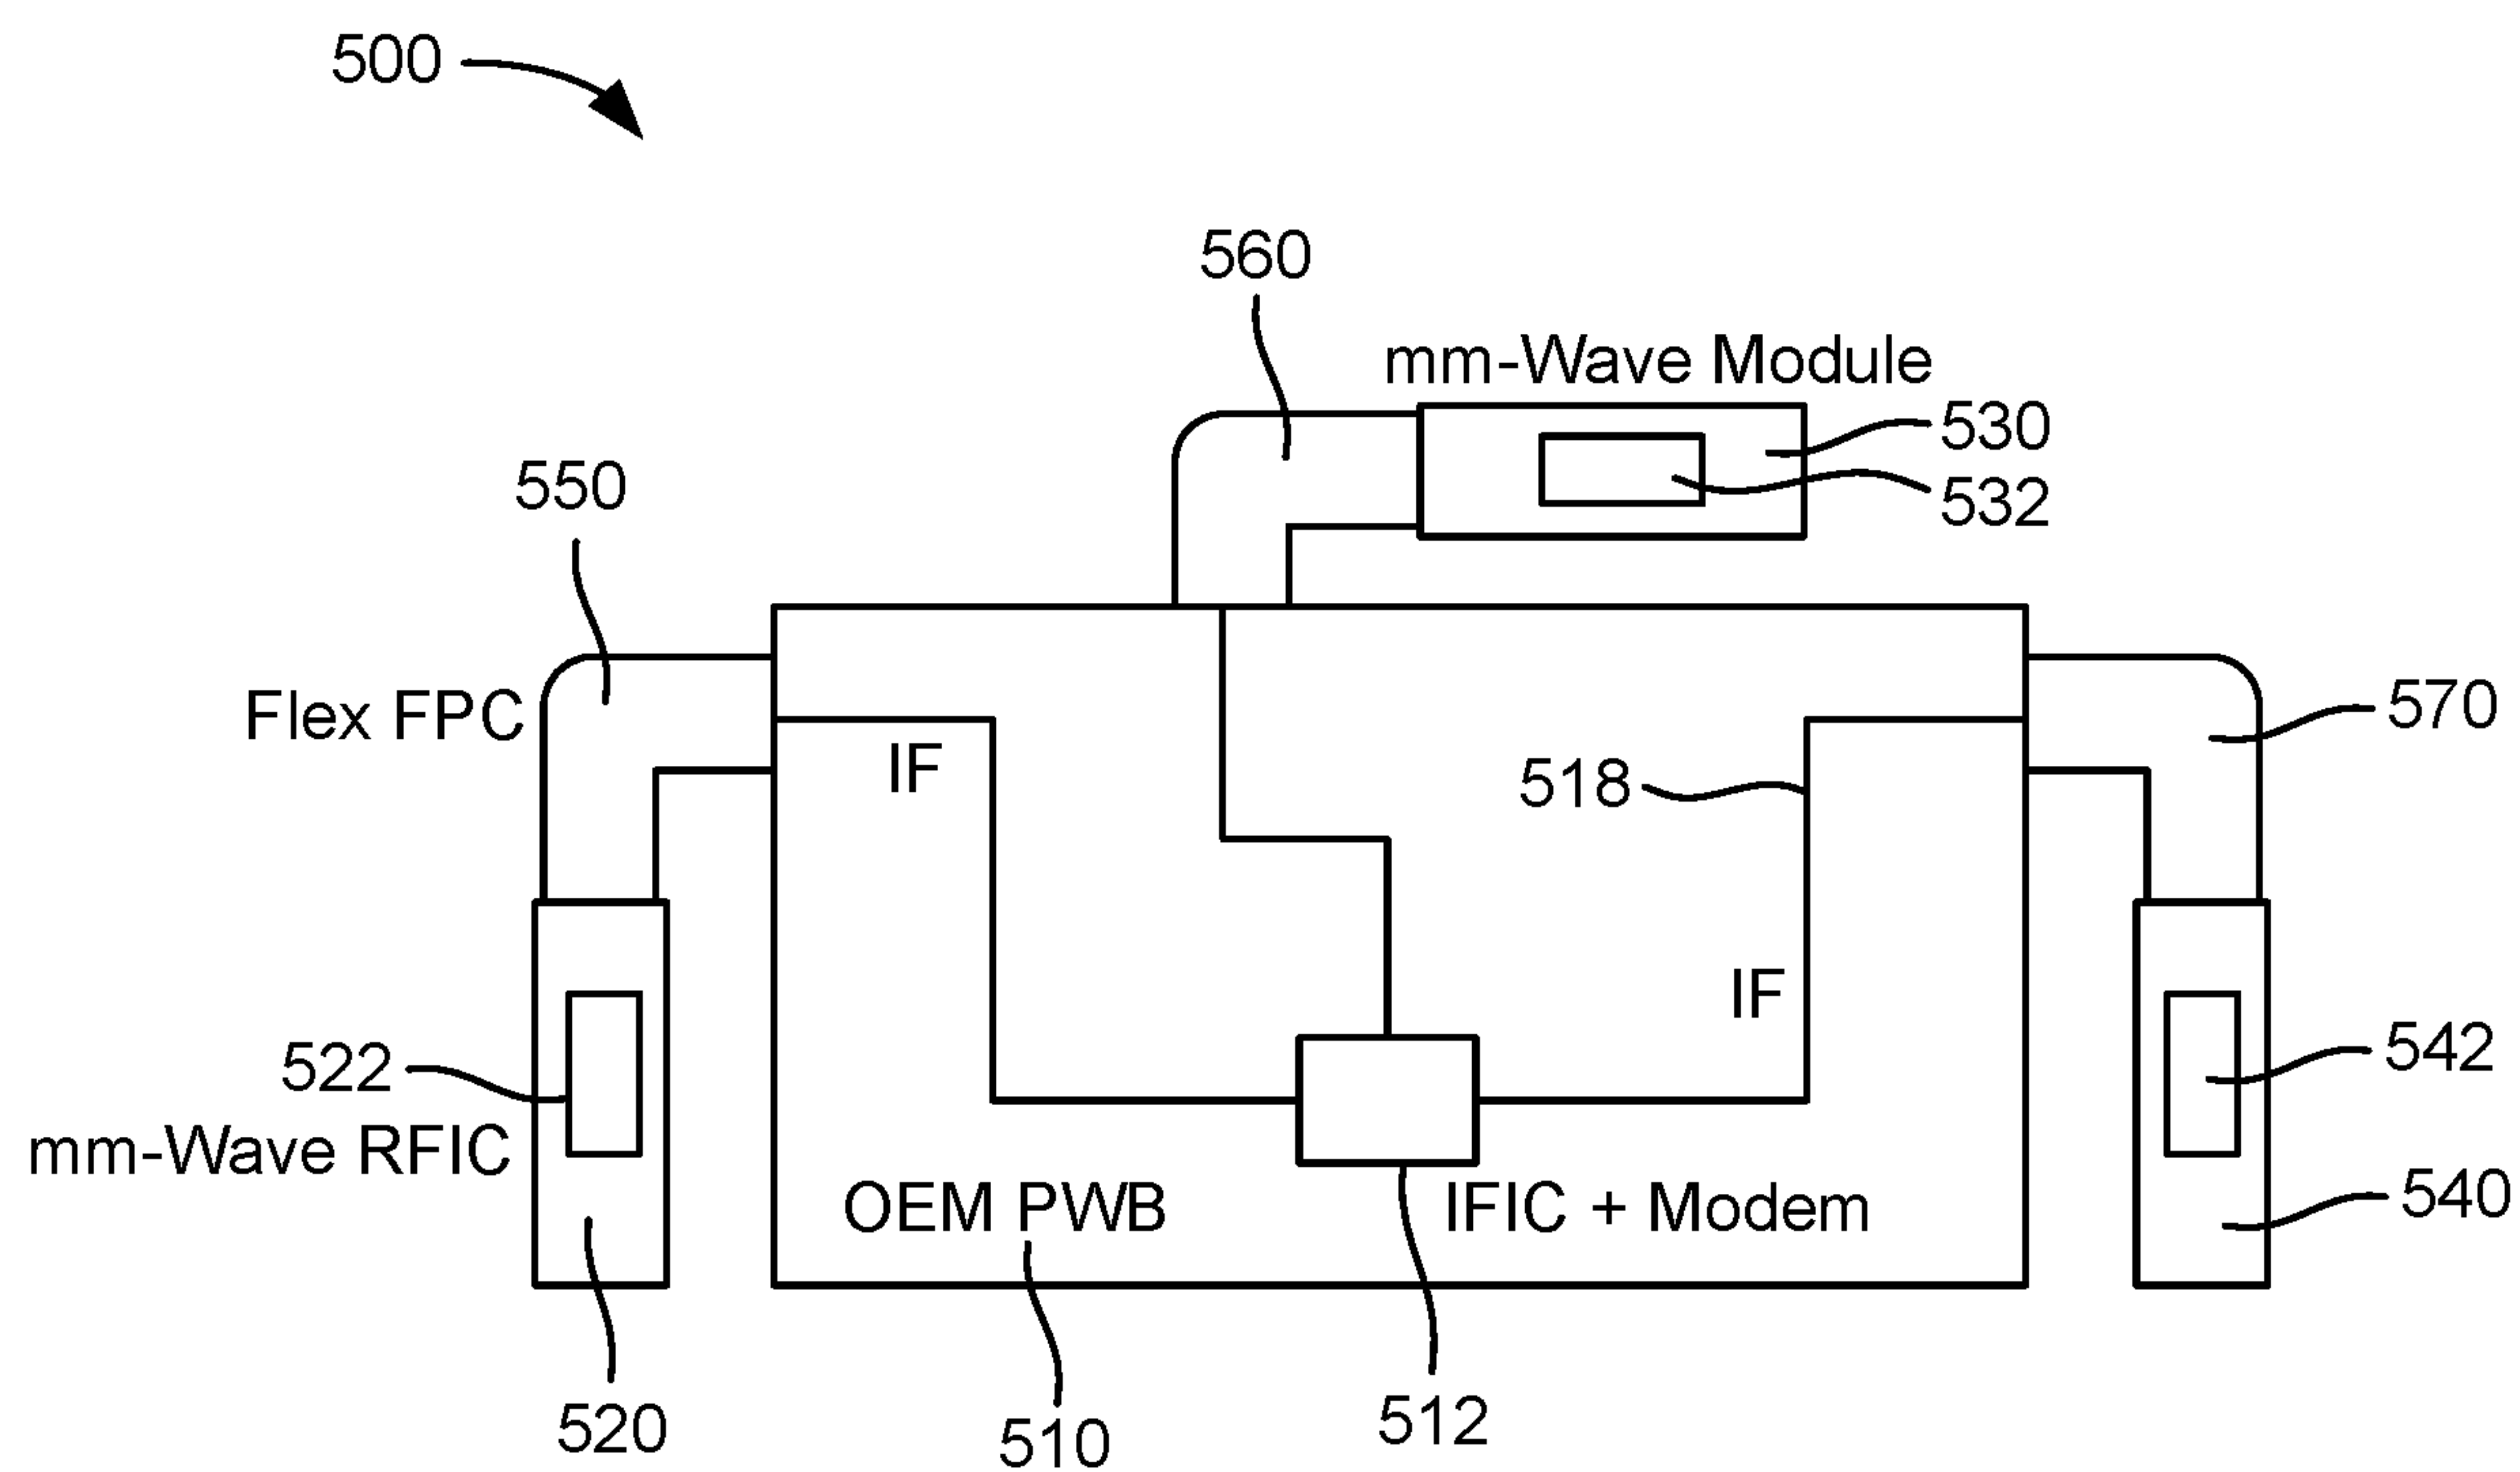 500
560
mm-Wave Module
530
532
550
Flex FPC
570
IF
518
IF
522
542
mm-Wave RFIC
OEM PWB
IFIC + Modem
540
520
510
512